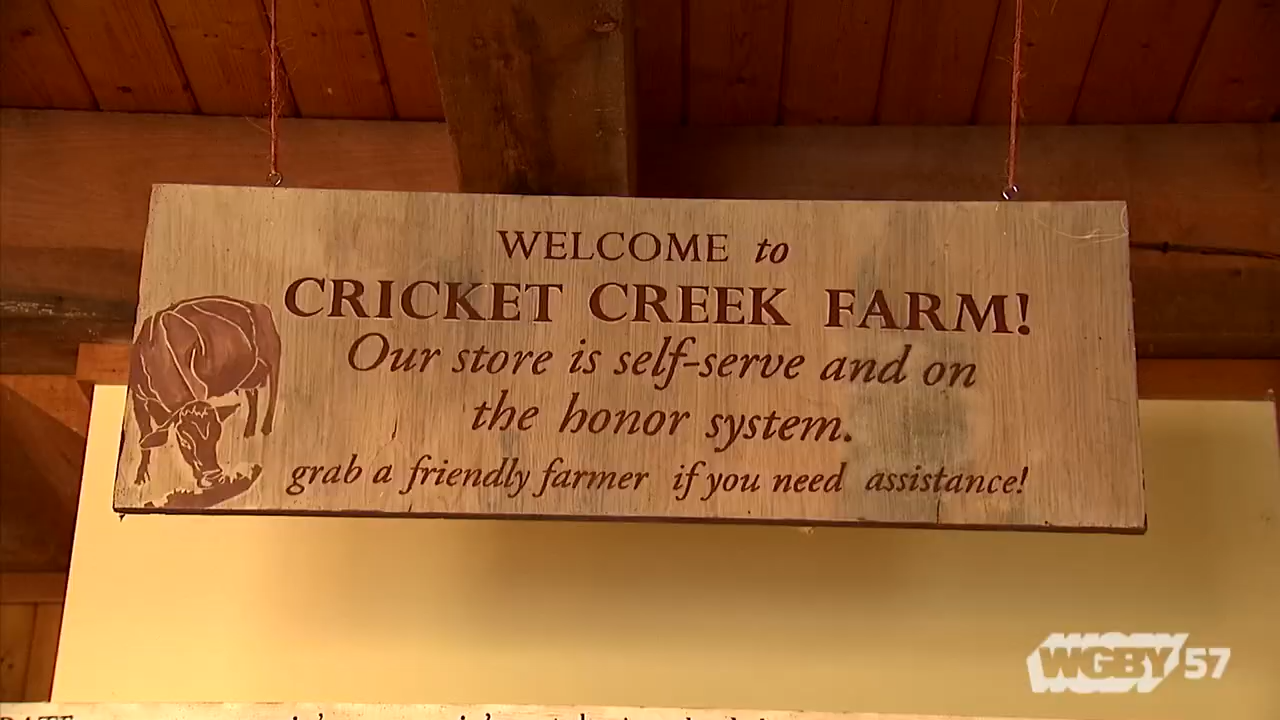 WELCOME to
CRICKET CREEK FARM!
Our store is self-serve and on
the honor system.
grab a friendly farmer if you need assistance!
WGBY 57